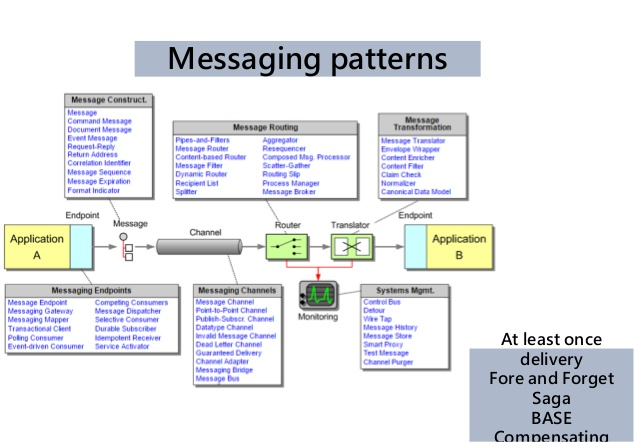 Messaging patterns
Message Construct.
Message
Command Message
Document Message
Event Message
Request-Reply
Return Address
Correlation Identifier
Message Sequence
Message Expiration
Format Indicator
Message Routing
Pipes-and-Filters
Message Router
Content-based Router
Message Filter
Dynamic Router
Recipient List
Splitter
Aggregator
Resequencer
Composed Msg. Processor
Scatter-Gather
Routing Slip
Process Manager
Message Broker
Message
Transformation
Message Translator
Envelope Wrapper
Content Enricher
Content Filter
Claim Check
Normalizer
Canonical Data Model
Endpoint
Message
Channel
Router
Translator
Endpoint
Application
A
Application
B
Monitoring
Messaging Endpoints
Message Endpoint
Messaging Gateway
Messaging Mapper
Transactional Client
Polling Consumer
Event-driven Consumer
Competing Consumers
Message Dispatcher
Selective Consumer
Durable Subscriber
Idempotent Receiver
Service Activator
Messaging Channels
Message Channel
Point-to-Point Channel
Publish-Subscr. Channel
Datatype Channel
Invalid Message Channel
Dead Letter Channel
Guaranteed Delivery
Channel Adapter
Messaging Bridge
Message Bus
Systems Mgmt.
Control Bus
Detour
Wire Tap
Message History
Message Store
Smart Proxy
Test Message
Channel Purger
At least once
delivery
Fore and Forget
Saga
BASE
Compensating